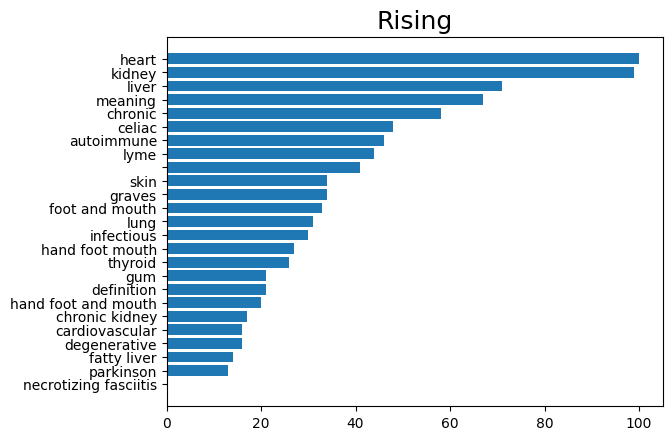 Rising
heart
kidney
liver
meaning
chronic
celiac
autoimmune
lyme
skin
graves
foot and mouth
lung
infectious
hand foot mouth
thyroid
gum
definition
hand foot and mouth
chronic kidney
cardiovascular
degenerative
fatty liver
parkinson
necrotizing fasciitis
0 20 40 60 80 100